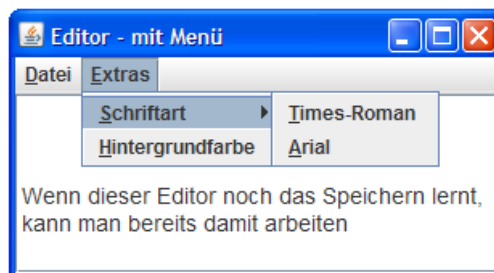 Editor - mit Menü
Datei Extras
Schriftart Times-Roman
Hintergrundfarbe Arial
Wenn dieser Editor noch das Speichern lernt,
kann man bereits damit arbeiten